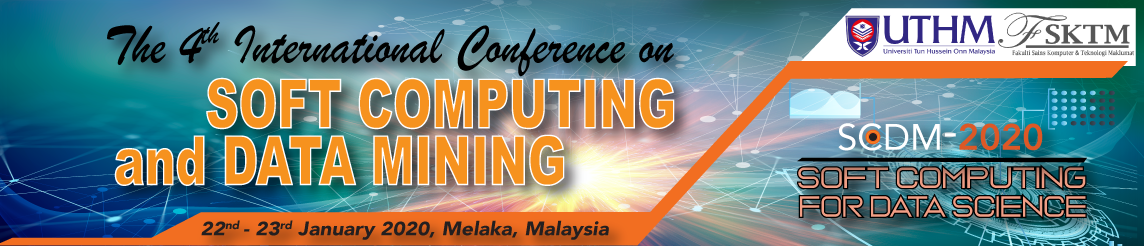 The 4th International Conference on
SOFT COMPUTING
and DATA MINING
22nd - 23rd January 2020, Melaka, Malaysia
UTHM
Universiti Tun Hussein Onn Malaysia
FSKTM
Fakulti Sains Komputer & Teknologi Maklumat
SCDM-2020
SOFT COMPUTING
FOR DATA SCIENCE